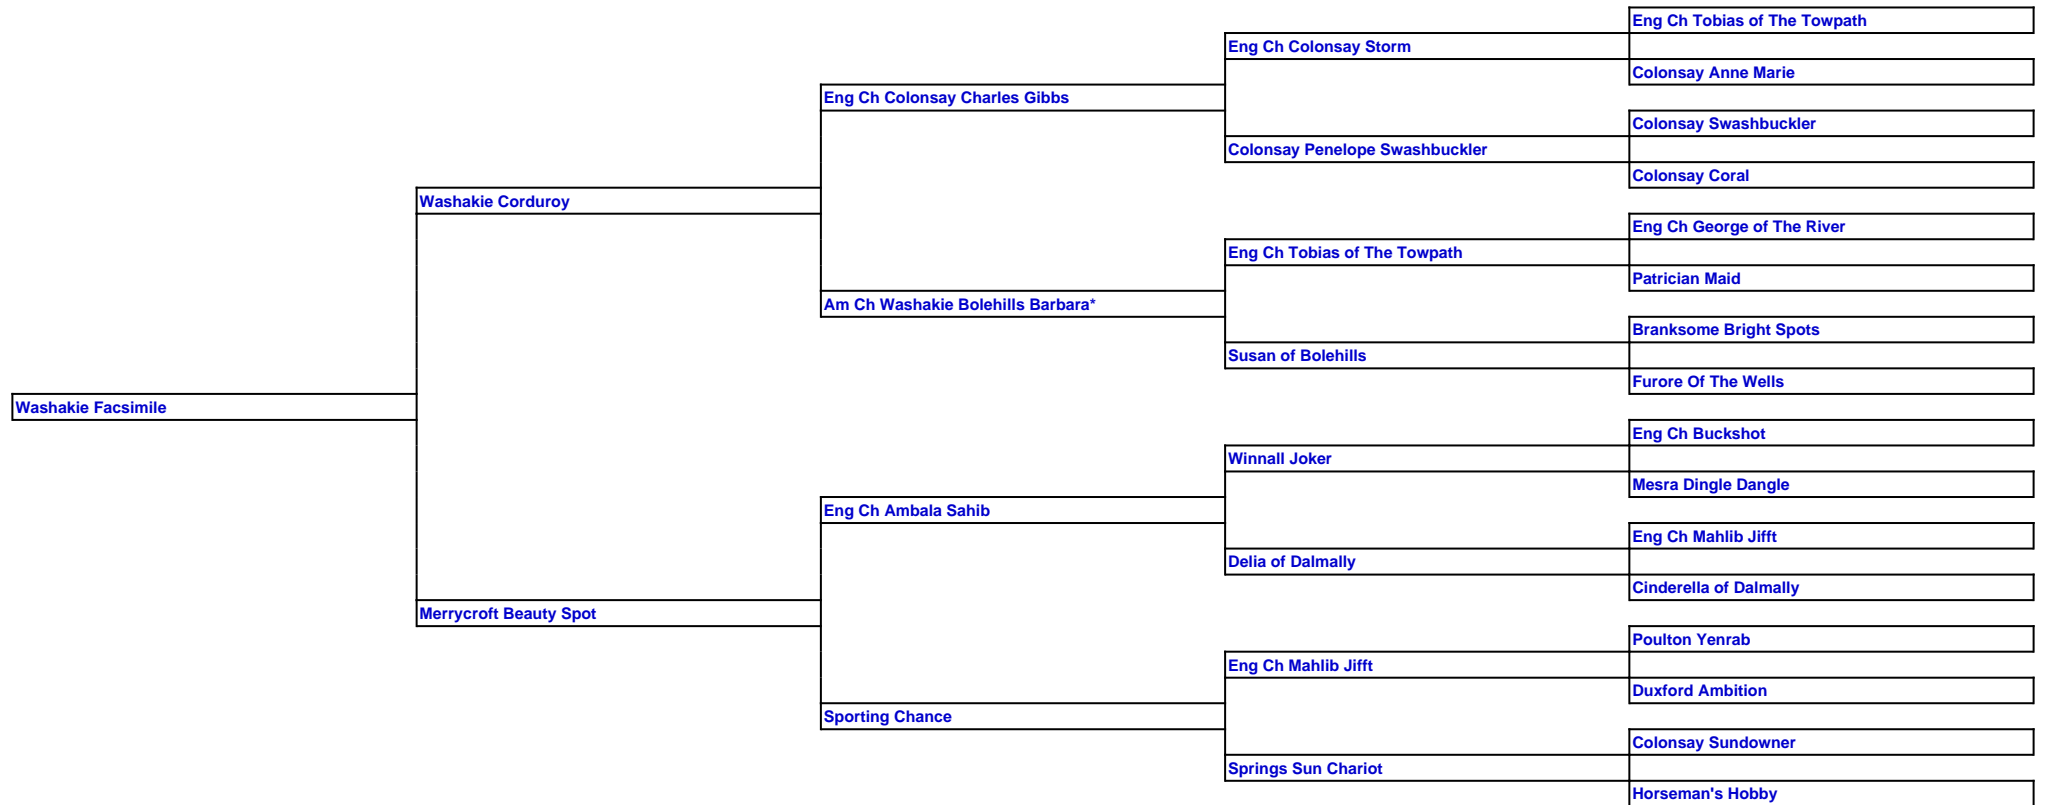 Eng Ch Tobias of The Towpath
Eng Ch Colonsay Storm
Colonsay Anne Marie
Eng Ch Colonsay Charles Gibbs
Colonsay Swashbuckler
Colonsay Penelope Swashbuckler
Colonsay Coral
Washakie Corduroy
Eng Ch George of The River
Eng Ch Tobias of The Towpath
Patrician Maid
Am Ch Washakie Bolehills Barbara*
Branksome Bright Spots
Susan of Bolehills
Furore Of The Wells
Washakie Facsimile
Eng Ch Buckshot
Winnall Joker
Mesra Dingle Dangle
Eng Ch Ambala Sahib
Eng Ch Mahlib Jifft
Delia of Dalmally
Cinderella of Dalmally
Merrycroft Beauty Spot
Poulton Yenrab
Eng Ch Mahlib Jifft
Duxford Ambition
Sporting Chance
Colonsay Sundowner
Springs Sun Chariot
Horseman's Hobby